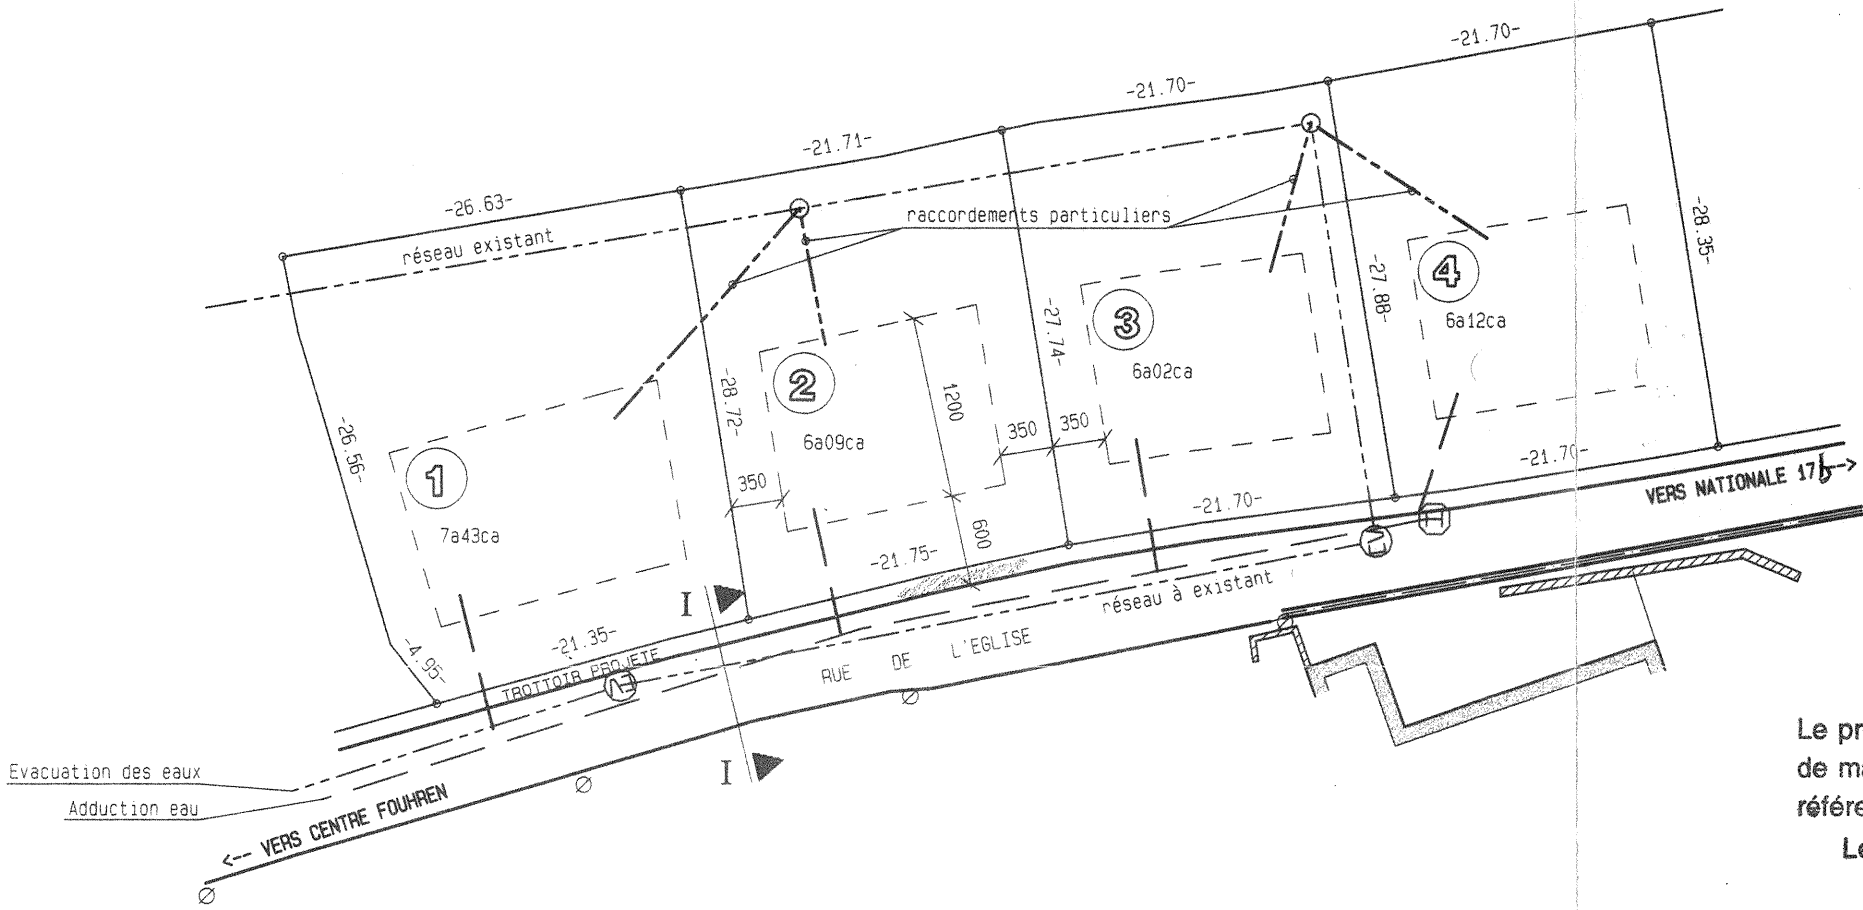 -21.70-
-21.70-
-21.71-
-26.63-
réseau existant
raccordements particuliers
-28.35-
-27.88-
4
6a12ca
3
6a02ca
-27.74-
2
6a09ca
1200
-28.72-
350
350
350
600
-26.56-
1
7a43ca
-4.95-
-21.35-
-21.75-
-21.70-
-21.70-
VERS NATIONALE 17b-->
TROTTOIR PROJETE
réseau à existant
RUE DE L'EGLISE
I
I
Evacuation des eaux
Adduction eau
<-- VERS CENTRE FOUHREN
Le pr
de ma
référe
Le